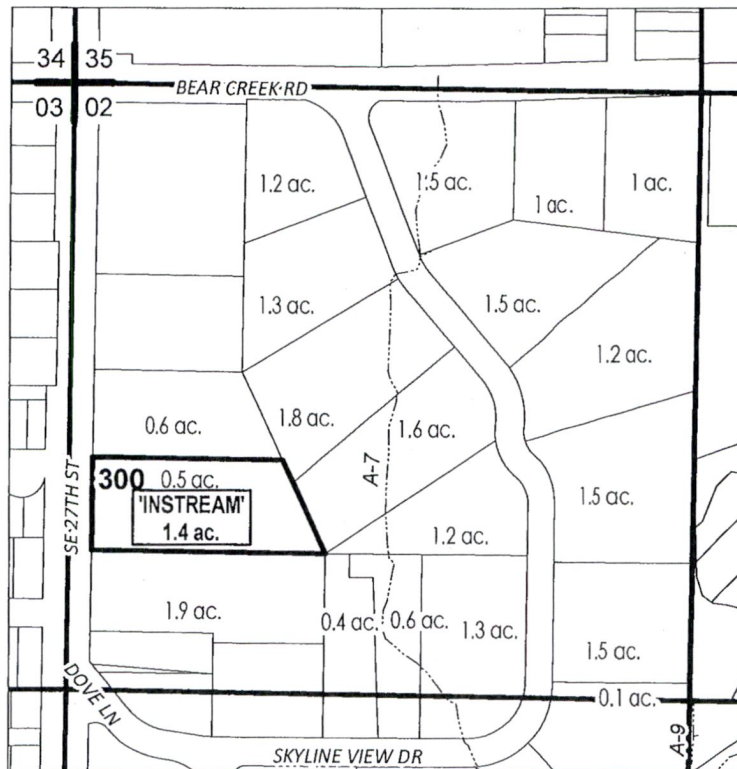 34 35
BEAR CREEK RD
03 02
1.2 ac.
1.5 ac.
1 ac.
1 ac.
1.3 ac.
1.5 ac.
1.2 ac.
0.6 ac.
1.8 ac.
1.6 ac.
A-7
300 0.5 ac.
'INSTREAM'
1.4 ac.
SE 27TH ST
1.5 ac.
1.2 ac.
1.9 ac.
0.4 ac.
0.6 ac.
1.3 ac.
1.5 ac.
0.1 ac.
DOVE LN
SKYLINE VIEW DR
A-9